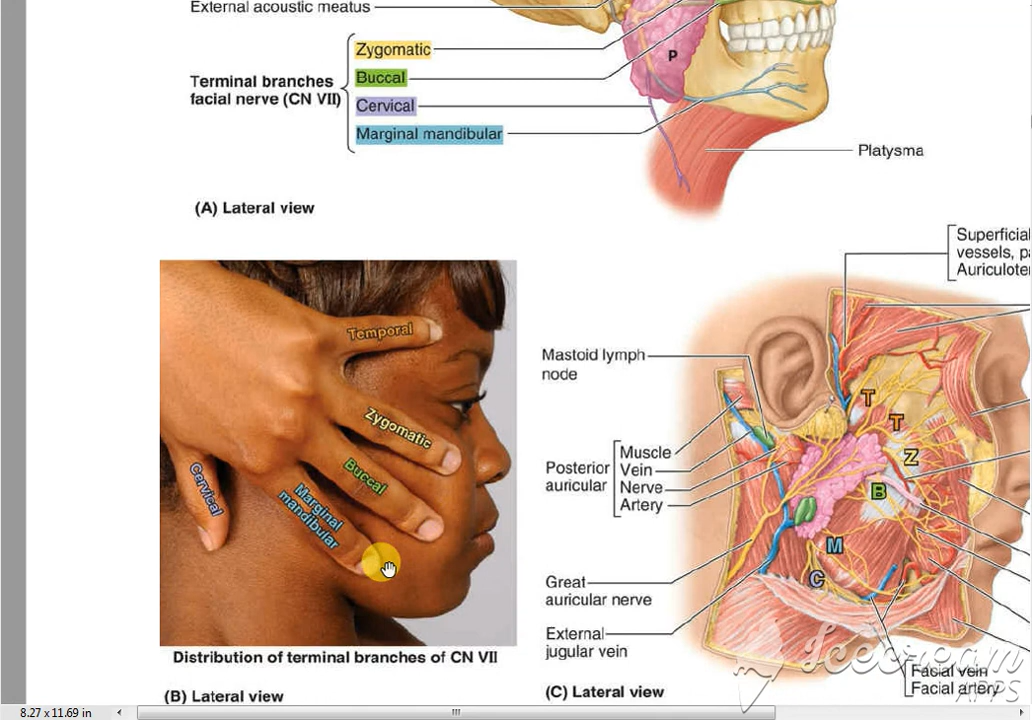 External acoustic meatus
Zygomatic
Buccal
Terminal branches
facial nerve (CN VII)
Cervical
Marginal mandibular
P
Platysma
(A) Lateral view
Superficial
vessels, p
Auriculote
Temporal
Zygomatic
Buccal
Cervical
Marginal
mandibular
Mastoid lymph
node
T
T
Z
B
M
C
Posterior
auricular
Muscle
Vein
Nerve
Artery
Great
auricular nerve
External
jugular vein
Facial vein
Facial artery
Distribution of terminal branches of CN VII
(B) Lateral view
(C) Lateral view
Icecream
APPS
8.27 x 11.69 in